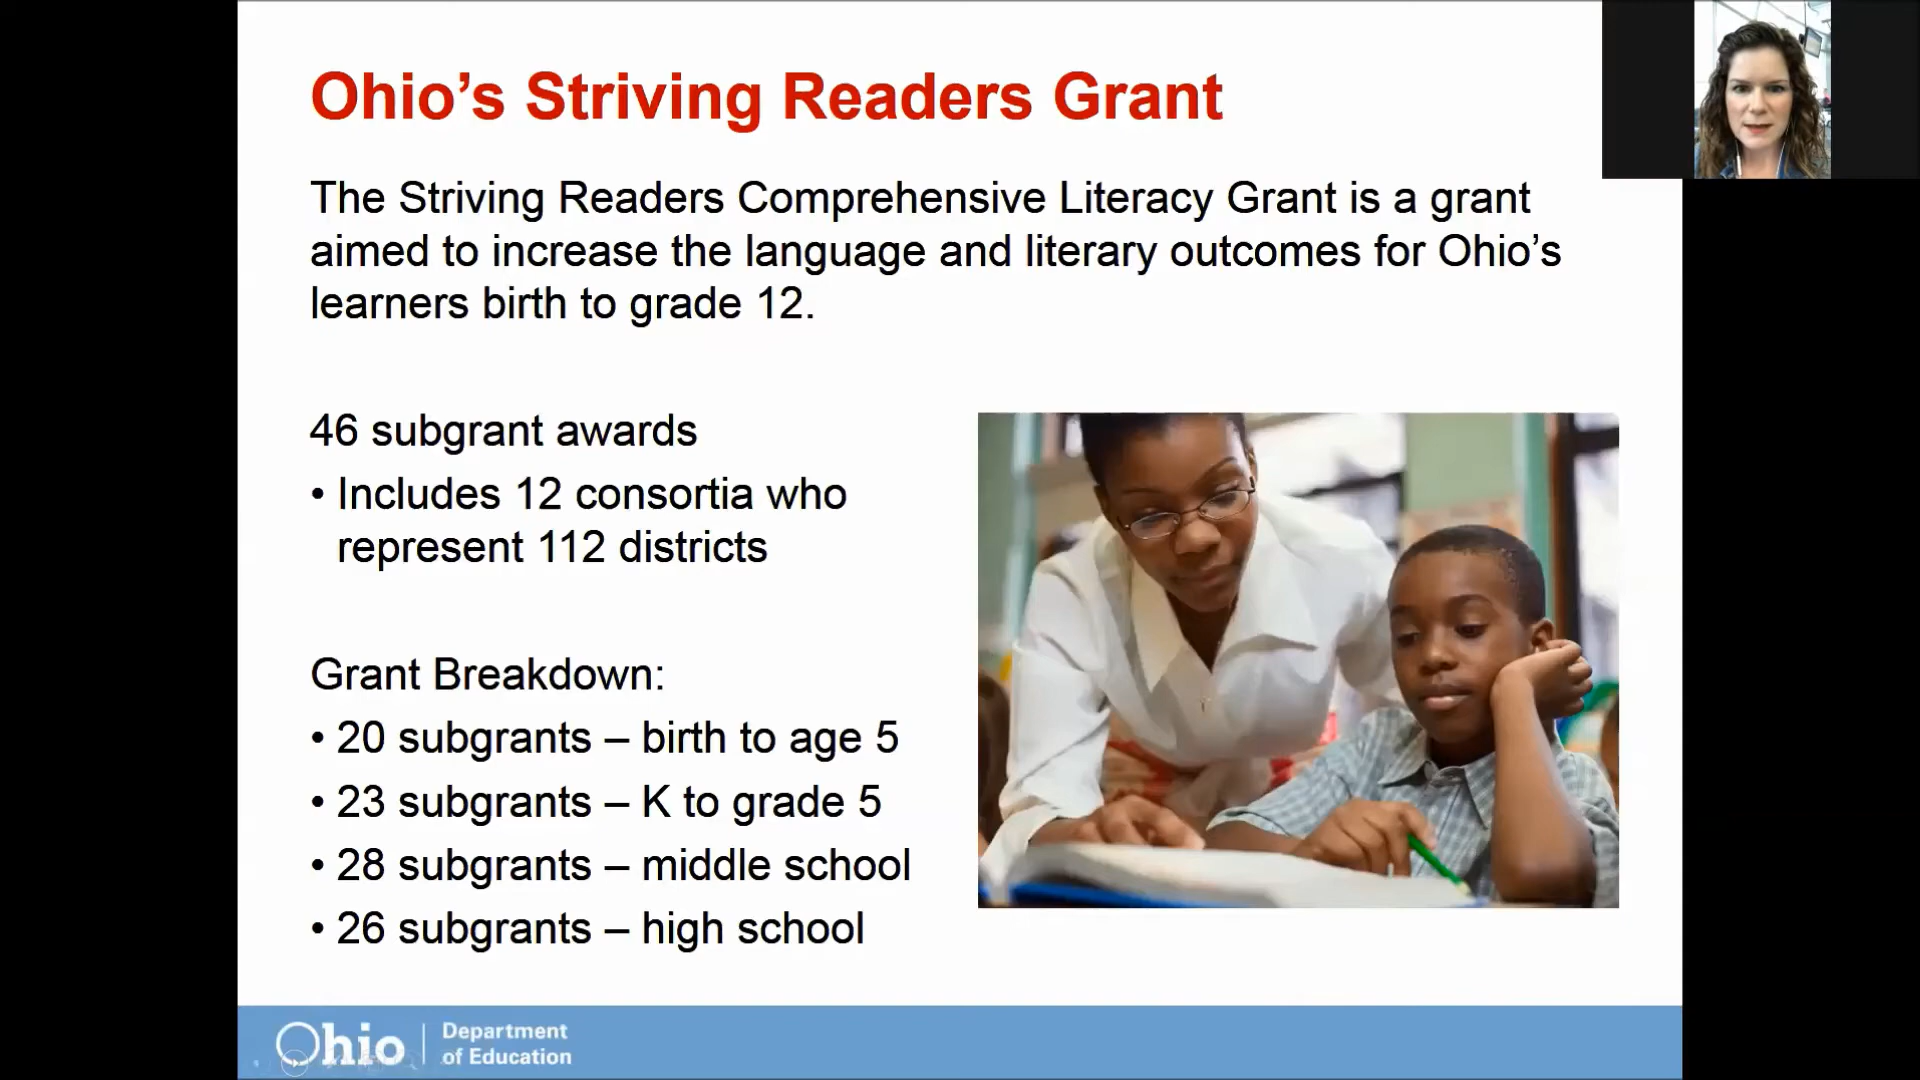 Ohio’s Striving Readers Grant
The Striving Readers Comprehensive Literacy Grant is a grant
aimed to increase the language and literary outcomes for Ohio’s
learners birth to grade 12.
46 subgrant awards
• Includes 12 consortia who
represent 112 districts
Grant Breakdown:
• 20 subgrants – birth to age 5
• 23 subgrants – K to grade 5
• 28 subgrants – middle school
• 26 subgrants – high school
Ohio
Department
of Education